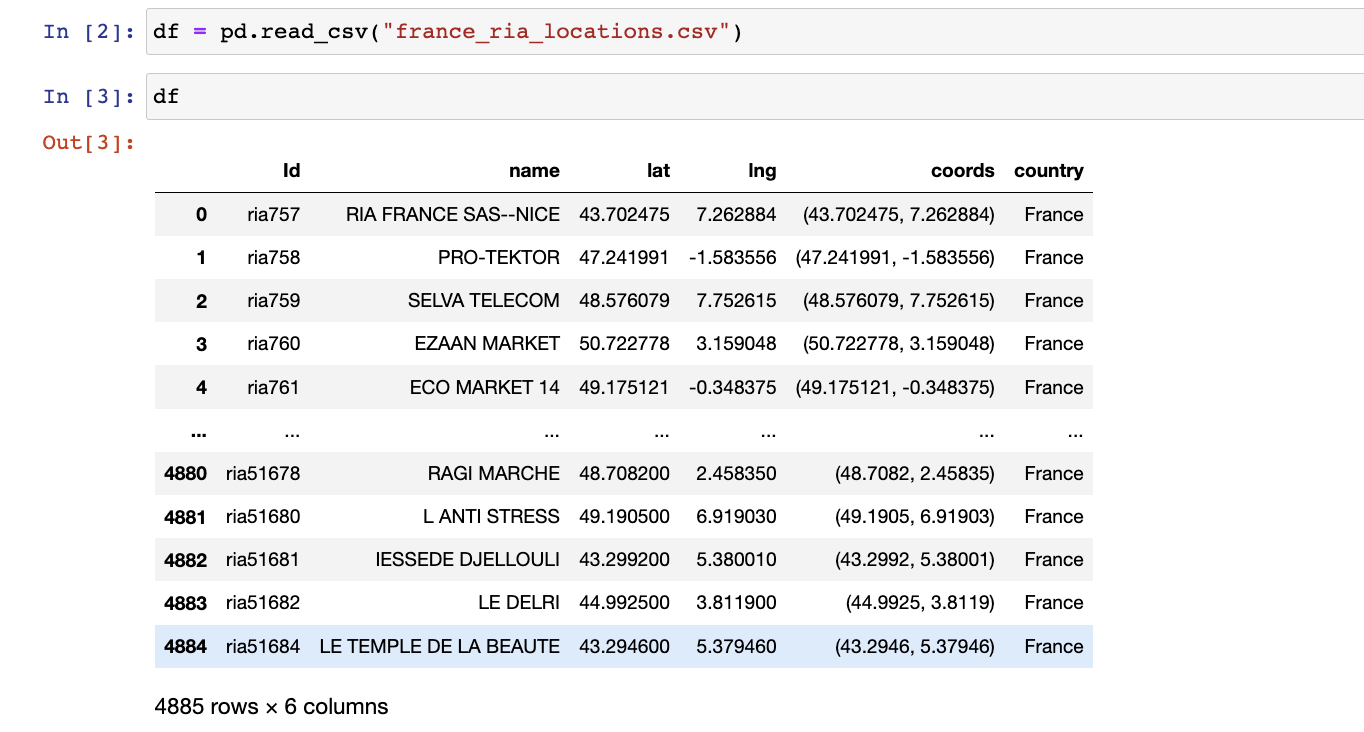 In [2]: df = pd.read_csv("france_ria_locations.csv")
In [3]: df
Out[3]:
Id name lat lng coords country
0 ria757 RIA FRANCE SAS--NICE 43.702475 7.262884 (43.702475, 7.262884) France
1 ria758 PRO-TEKTOR 47.241991 -1.583556 (47.241991, -1.583556) France
2 ria759 SELVA TELECOM 48.576079 7.752615 (48.576079, 7.752615) France
3 ria760 EZAAN MARKET 50.722778 3.159048 (50.722778, 3.159048) France
4 ria761 ECO MARKET 14 49.175121 -0.348375 (49.175121, -0.348375) France
... ... ... ... ... ... ...
4880 ria51678 RAGI MARCHE 48.708200 2.458350 (48.7082, 2.45835) France
4881 ria51680 L ANTI STRESS 49.190500 6.919030 (49.1905, 6.91903) France
4882 ria51681 IESSEDE DJELLOULI 43.299200 5.380010 (43.2992, 5.38001) France
4883 ria51682 LE DELRI 44.992500 3.811900 (44.9925, 3.8119) France
4884 ria51684 LE TEMPLE DE LA BEAUTE 43.294600 5.379460 (43.2946, 5.37946) France
4885 rows × 6 columns